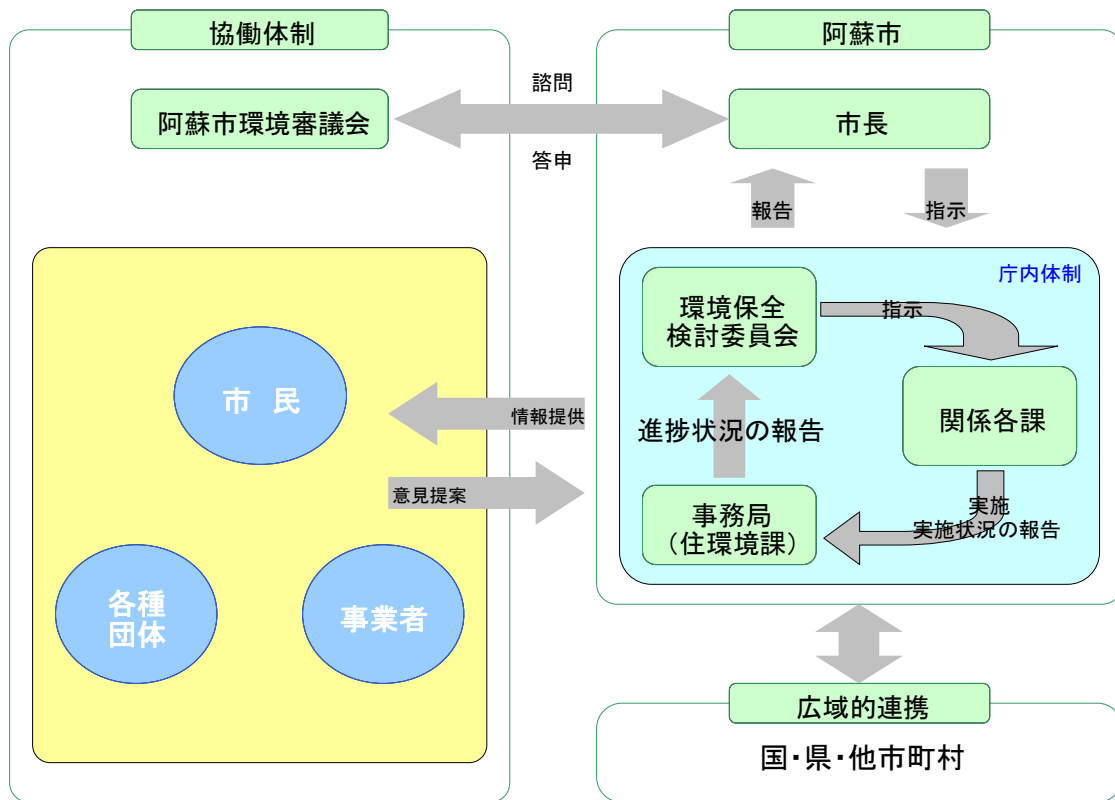 協働体制
阿蘇市
諮問
阿蘇市環境審議会
市長
答申
報告
指示
庁内体制
環境保全
検討委員会
指示
市　民
情報提供
進捗状況の報告
関係各課
意見提案
事務局
（住環境課）
実施
実施状況の報告
各種
団体
事業者
広域的連携
国・県・他市町村